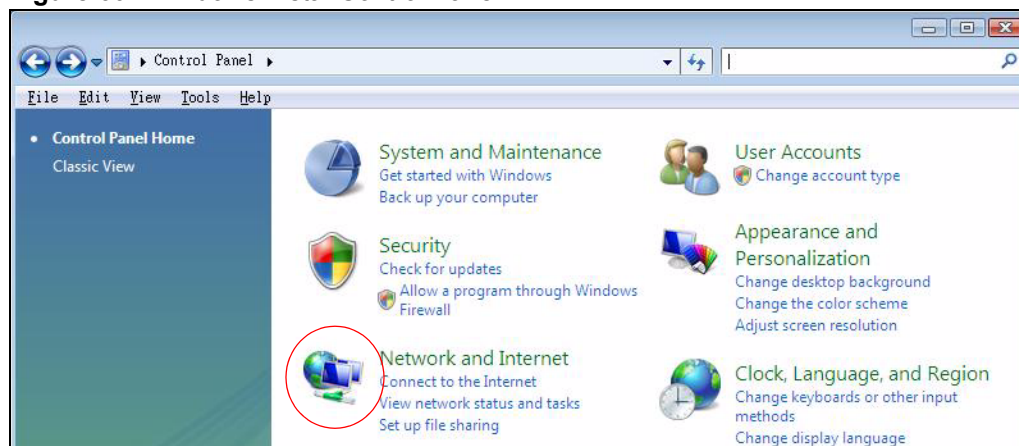 Control Panel
File Edit View Tools Help
Control Panel Home
Classic View
System and Maintenance
Get started with Windows
Back up your computer
Security
Check for updates
Allow a program through Windows
Firewall
Network and Internet
Connect to the Internet
View network status and tasks
Set up file sharing
User Accounts
Change account type
Appearance and
Personalization
Change desktop background
Change the color scheme
Adjust screen resolution
Clock, Language, and Region
Change keyboards or other input
methods
Change display language